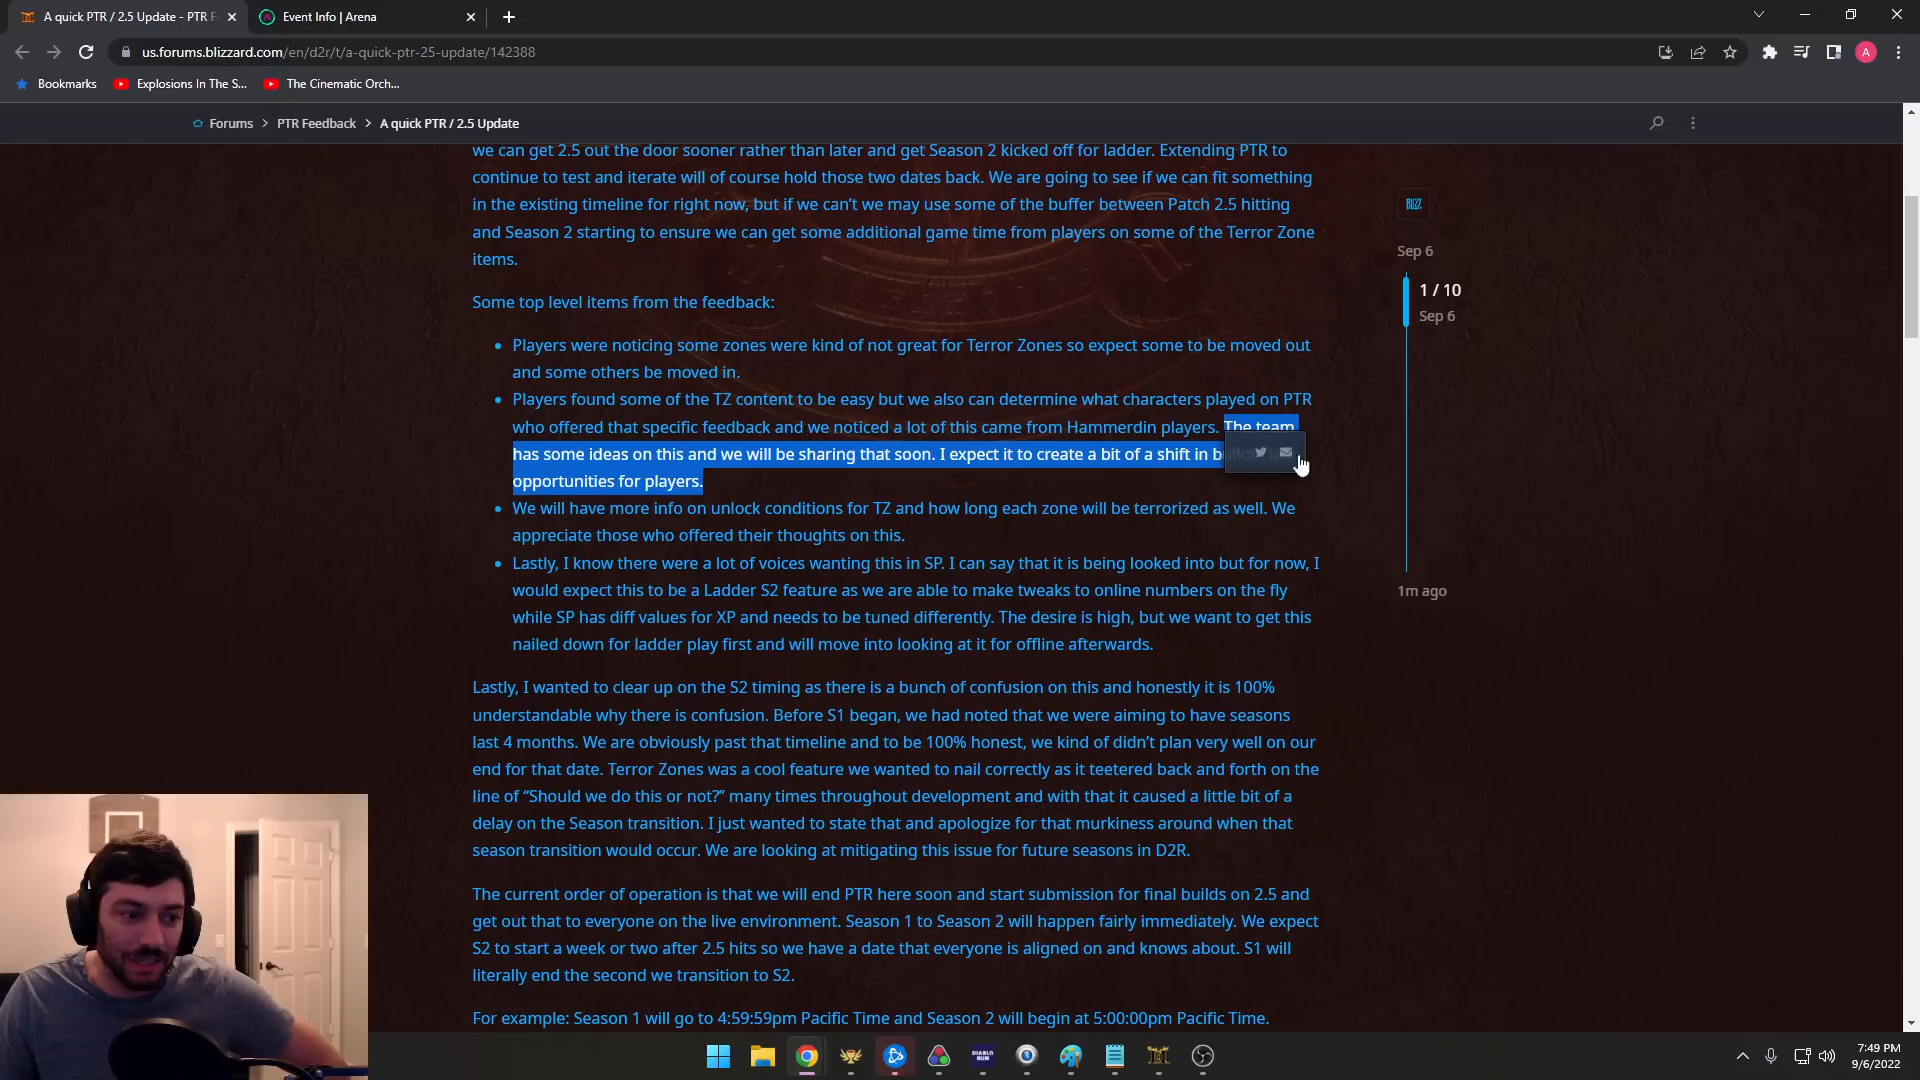 A quick PTR / 2.5 Update - PTR F
Event Info | Arena
us.forums.blizzard.com/en/d2r/t/a-quick-ptr-25-update/142388
A
Bookmarks
Explosions In The S...
The Cinematic Orch...
Forums > PTR Feedback > A quick PTR / 2.5 Update
we can get 2.5 out the door sooner rather than later and get Season 2 kicked off for ladder. Extending PTR to
continue to test and iterate will of course hold those two dates back. We are going to see if we can fit something
in the existing timeline for right now, but if we can't we may use some of the buffer between Patch 2.5 hitting
and Season 2 starting to ensure we can get some additional game time from players on some of the Terror Zone
items.
Some top level items from the feedback:
• Players were noticing some zones were kind of not great for Terror Zones so expect some to be moved out
and some others be moved in.
• Players found some of the TZ content to be easy but we also can determine what characters played on PTR
who offered that specific feedback and we noticed a lot of this came from Hammerdin players. The team
has some ideas on this and we will be sharing that soon. I expect it to create a bit of a shift in
opportunities for players.
• We will have more info on unlock conditions for TZ and how long each zone will be terrorized as well. We
appreciate those who offered their thoughts on this.
• Lastly, I know there were a lot of voices wanting this in SP. I can say that it is being looked into but for now, I
would expect this to be a Ladder S2 feature as we are able to make tweaks to online numbers on the fly
while SP has diff values for XP and needs to be tuned differently. The desire is high, but we want to get this
nailed down for ladder play first and will move into looking at it for offline afterwards.
Lastly, I wanted to clear up on the S2 timing as there is a bunch of confusion on this and honestly it is 100%
understandable why there is confusion. Before S1 began, we had noted that we were aiming to have seasons
last 4 months. We are obviously past that timeline and to be 100% honest, we kind of didn't plan very well on our
end for that date. Terror Zones was a cool feature we wanted to nail correctly as it teetered back and forth on the
line of “Should we do this or not?” many times throughout development and with that it caused a little bit of a
delay on the Season transition. I just wanted to state that and apologize for that murkiness around when that
season transition would occur. We are looking at mitigating this issue for future seasons in D2R.
The current order of operation is that we will end PTR here soon and start submission for final builds on 2.5 and
get out that to everyone on the live environment. Season 1 to Season 2 will happen fairly immediately. We expect
S2 to start a week or two after 2.5 hits so we have a date that everyone is aligned on and knows about. S1 will
literally end the second we transition to S2.
For example: Season 1 will go to 4:59:59pm Pacific Time and Season 2 will begin at 5:00:00pm Pacific Time.
BLIZZ
Sep 6
1 / 10
Sep 6
1m ago
DIABLO
RUN
7:49 PM
9/6/2022